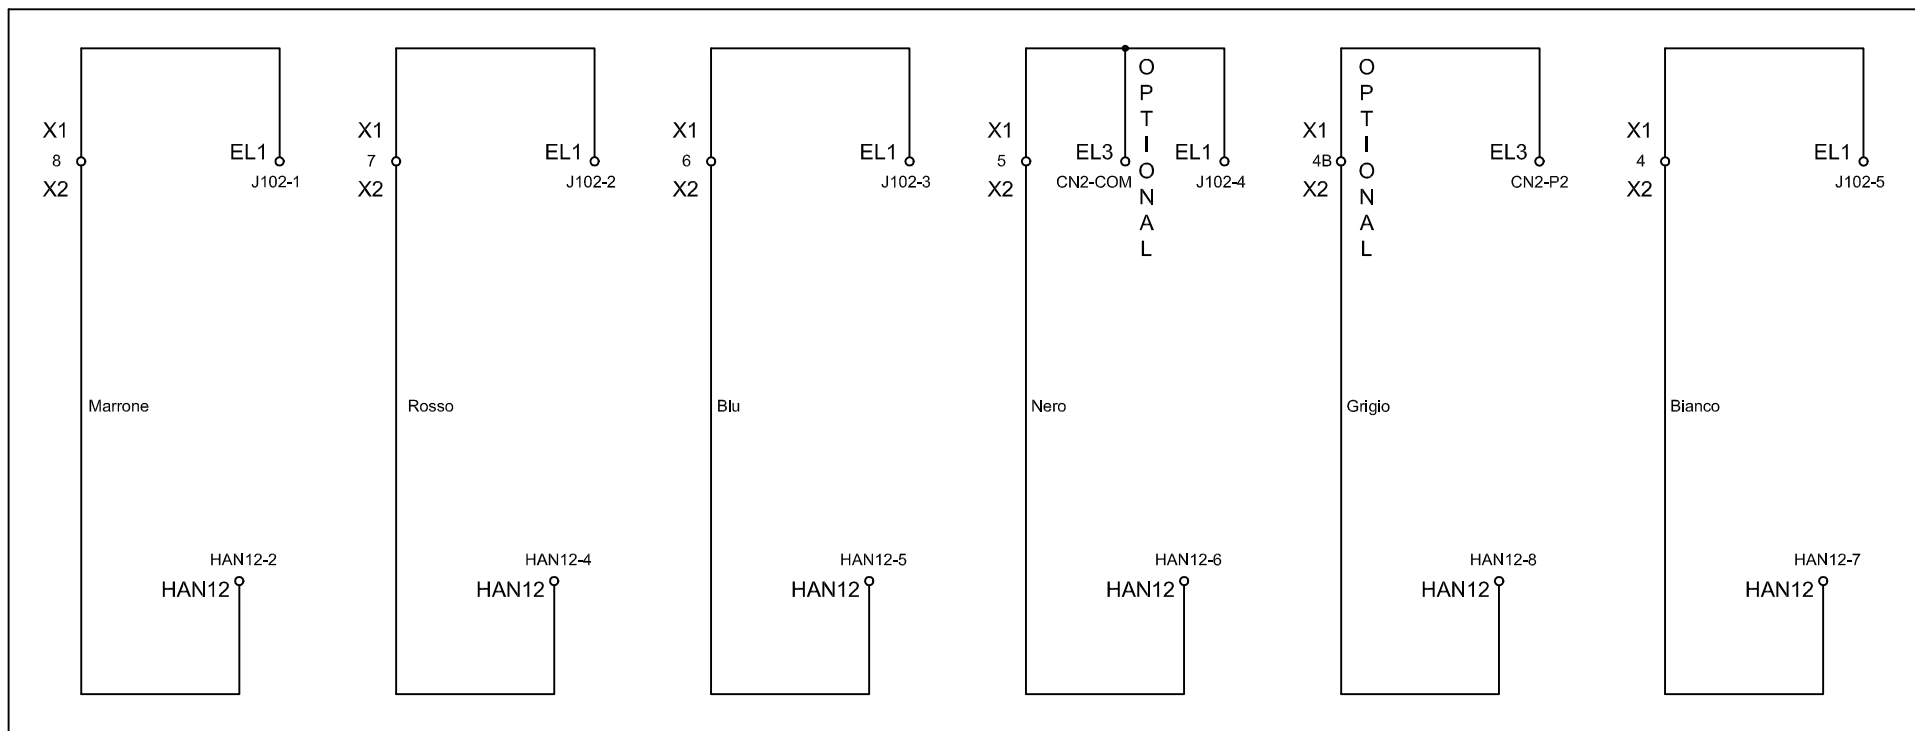 X1
8
X2
EL1
J102-1
Marrone
HAN12-2
HAN12
X1
7
X2
EL1
J102-2
Rosso
HAN12-4
HAN12
X1
6
X2
EL1
J102-3
Blu
HAN12-5
HAN12
X1
5
X2
EL3
CN2-COM
OPTIONAL
EL1
J102-4
Nero
HAN12-6
HAN12
X1
4B
X2
OPTIONAL
EL3
CN2-P2
Grigio
HAN12-8
HAN12
X1
4
X2
EL1
J102-5
Bianco
HAN12-7
HAN12